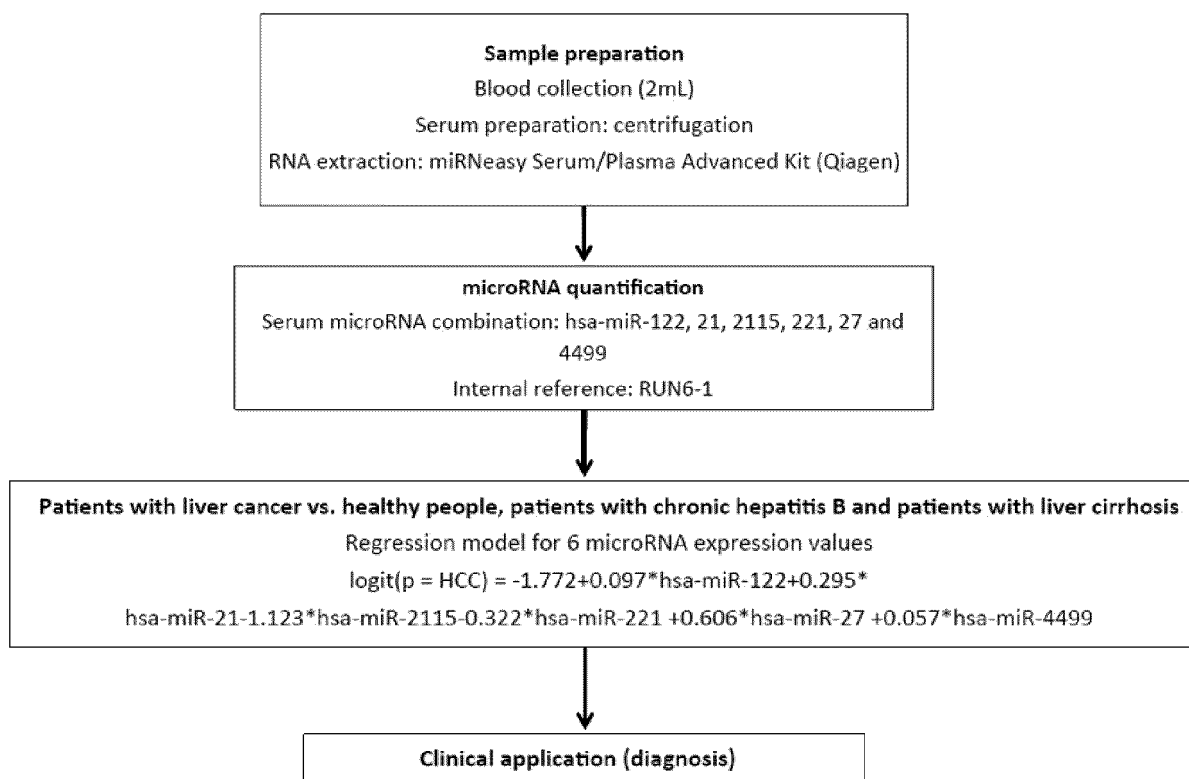 Sample preparation
Blood collection (2mL)
Serum preparation: centrifugation
RNA extraction: miRNeasy Serum/Plasma Advanced Kit (Qiagen)
microRNA quantification
Serum microRNA combination: hsa-miR-122, 21, 2115, 221, 27 and
4499
Internal reference: RUN6-1
Patients with liver cancer vs. healthy people, patients with chronic hepatitis B and patients with liver cirrhosis
Regression model for 6 microRNA expression values
logit(p = HCC) = -1.772+0.097*hsa-miR-122+0.295*
hsa-miR-21-1.123*hsa-miR-2115-0.322*hsa-miR-221 +0.606*hsa-miR-27 +0.057*hsa-miR-4499
Clinical application (diagnosis)